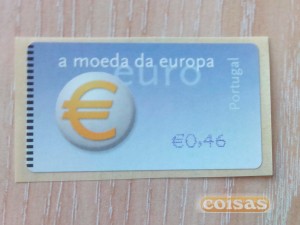 a moeda da europa
euro
Portugal
€
€0,46
coisas